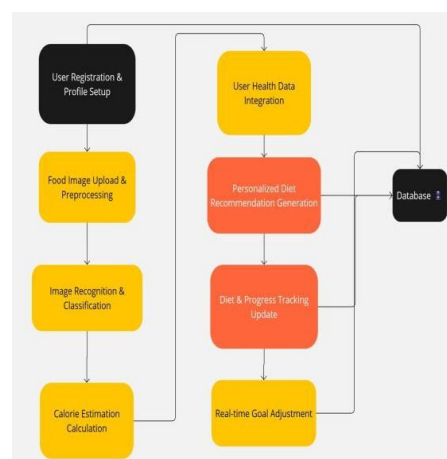 User Registration &
Profile Setup
Food Image Upload &
Preprocessing
Image Recognition &
Classification
Calorie Estimation
Calculation
User Health Data
Integration
Personalized Diet
Recommendation Generation
Diet & Progress Tracking
Update
Real-time Goal Adjustment
Database